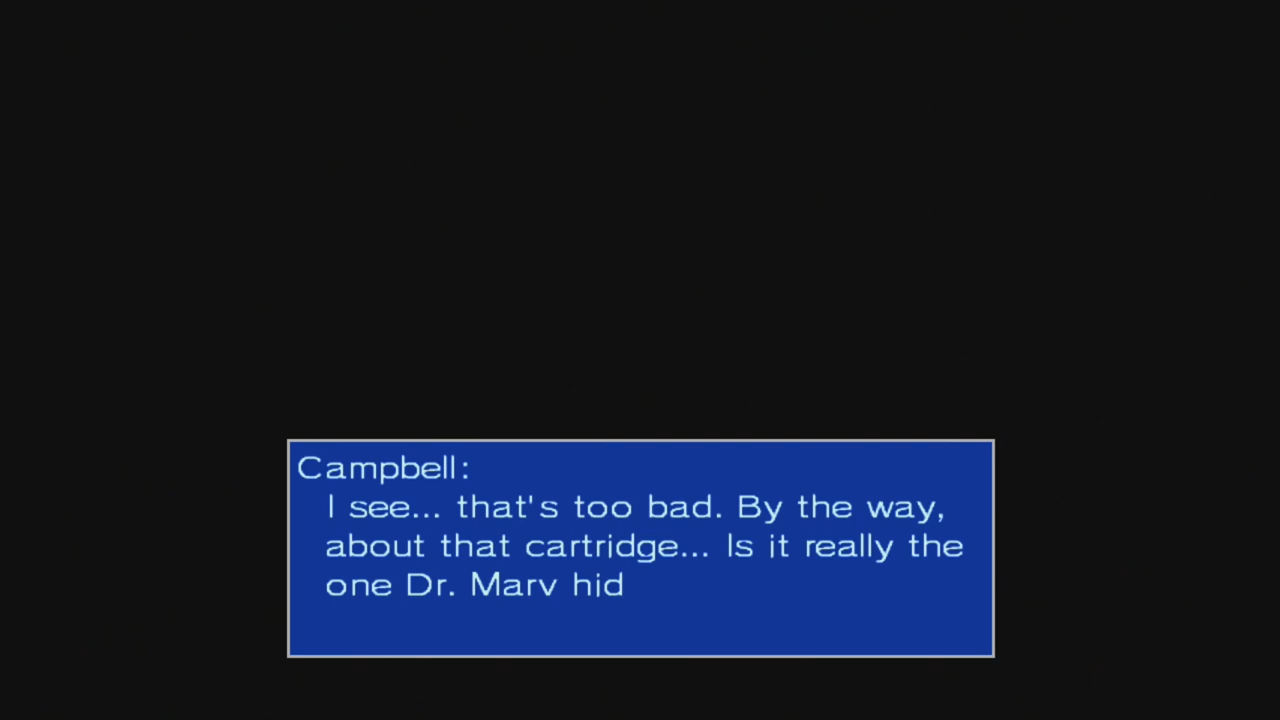 Campbell:
I see... that's too bad. By the way,
about that cartridge... Is it really the
one Dr. Marv hid